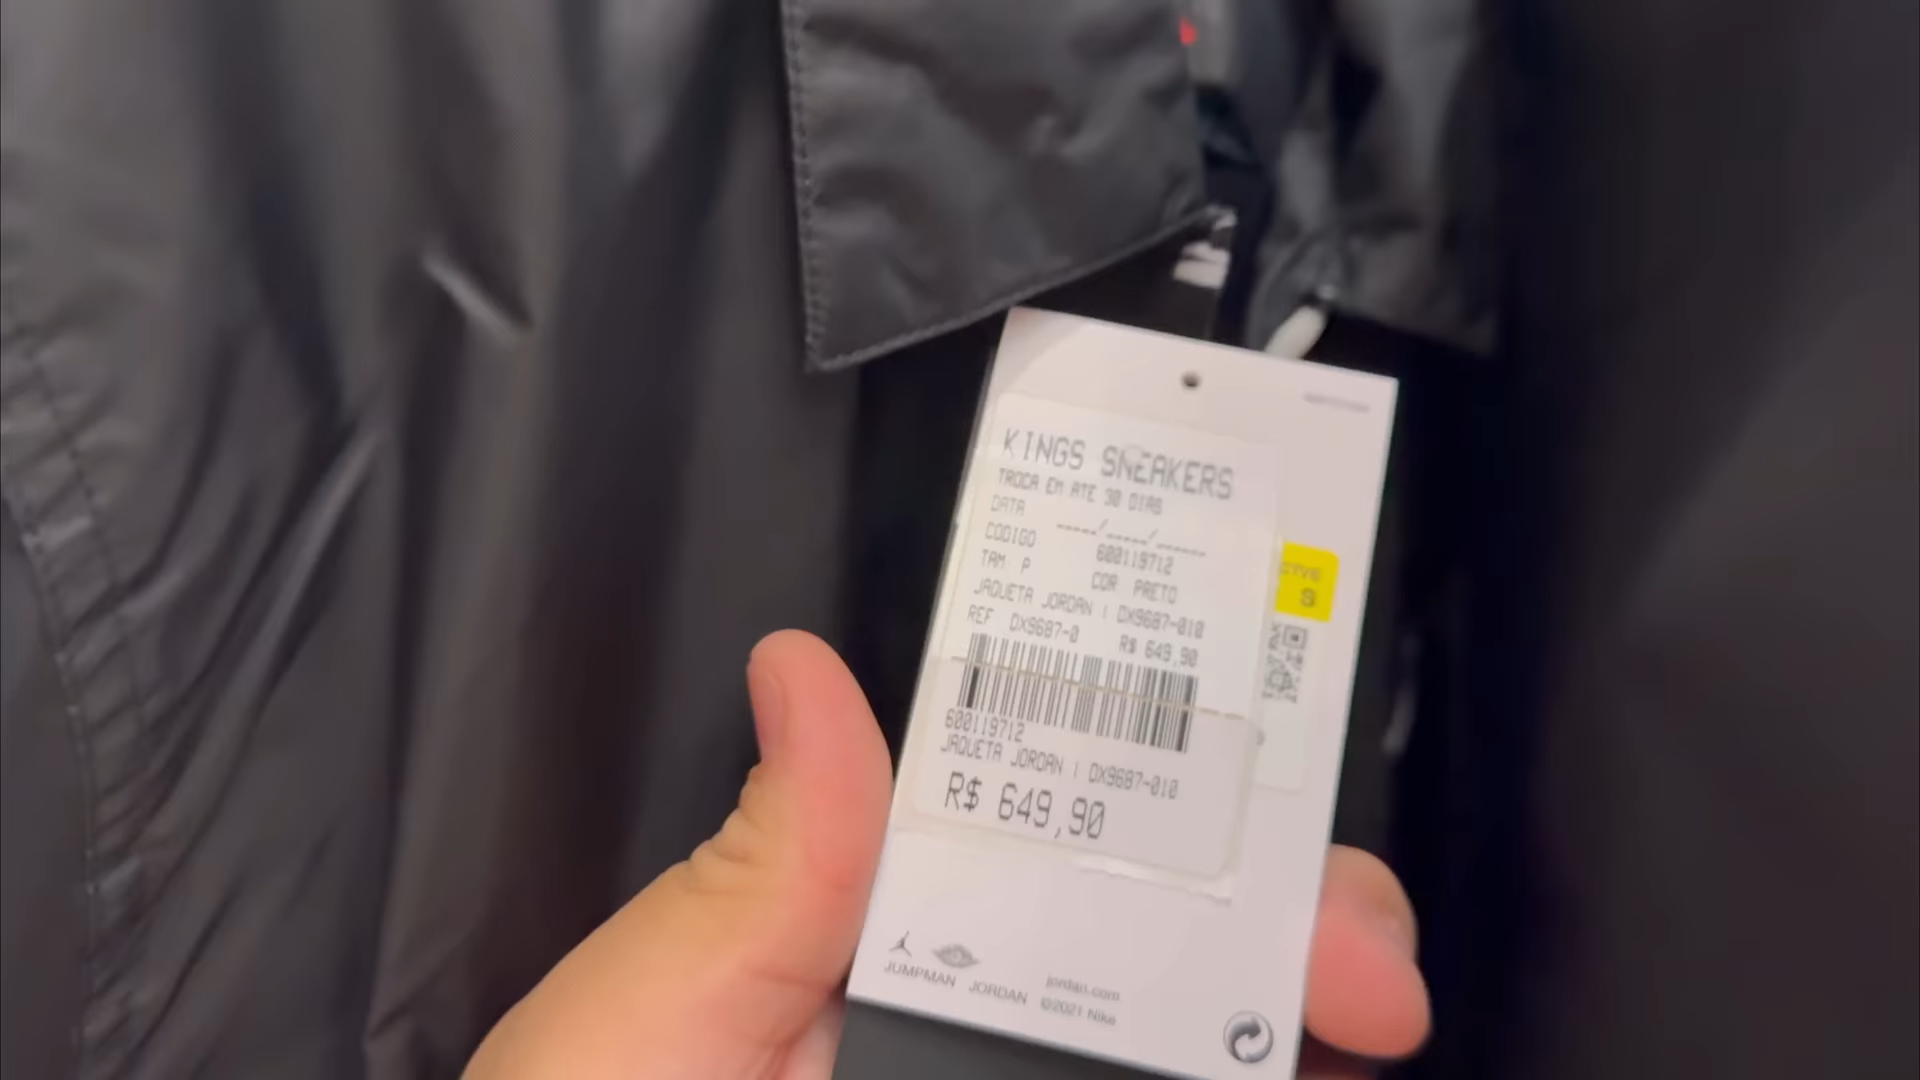 KINGS SNEAKERS
TROCA EM ATE 30 DIAS
DATA ----/----/-----
CODIGO 600119712
TAM P COR PRETO
JAQUETA JORDAN | DX9687-010
REF DX9687-0 R$ 649,90
600119712
JAQUETA JORDAN | DX9687-010
R$ 649,90
S
JUMPMAN JORDAN
jordan.com
©2021 Nike